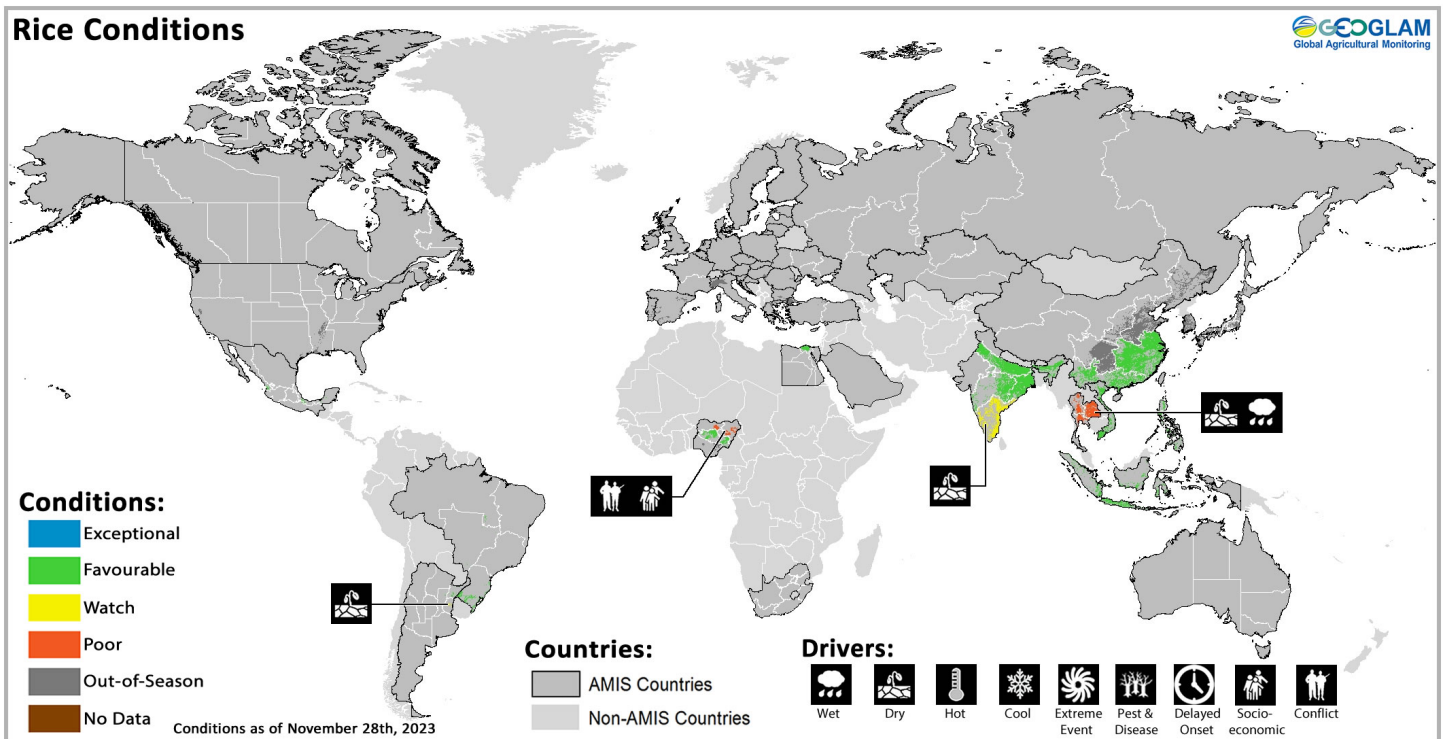 Rice Conditions
GEOGLAM
Global Agricultural Monitoring
Conditions:
Exceptional
Favourable
Watch
Poor
Out-of-Season
No Data
Conditions as of November 28th, 2023
Countries:
AMIS Countries
Non-AMIS Countries
Drivers:
Wet
Dry
Hot
Cool
Extreme
Event
Pest &
Disease
Delayed
Onset
Socio-
economic
Conflict